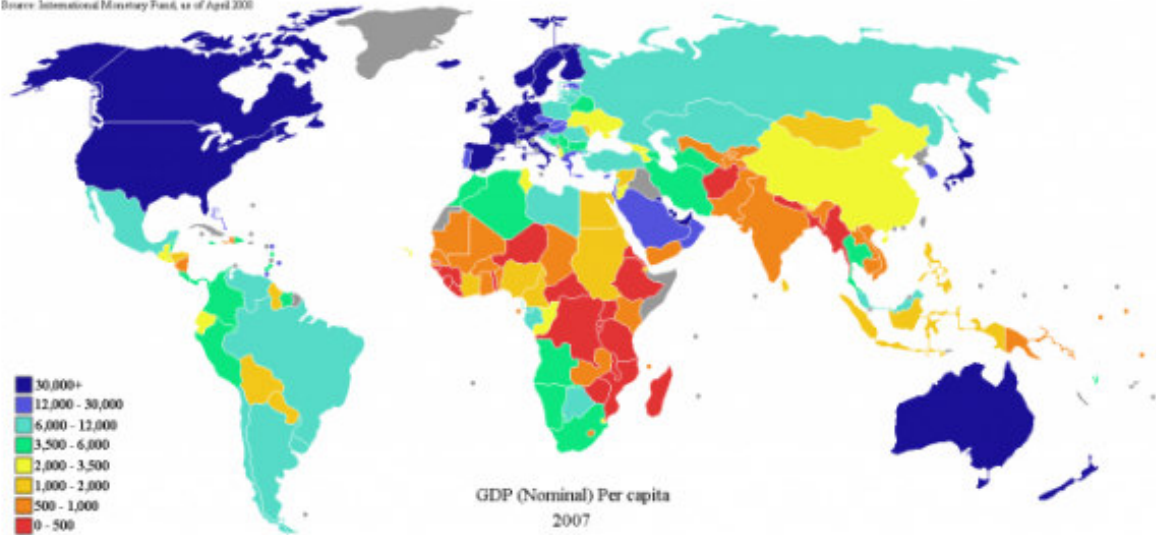 Source: International Monetary Fund, as of April 2008
30,000+
12,000 - 30,000
6,000 - 12,000
3,500 - 6,000
2,000 - 3,500
1,000 - 2,000
500 - 1,000
0 - 500
GDP (Nominal) Per capita
2007